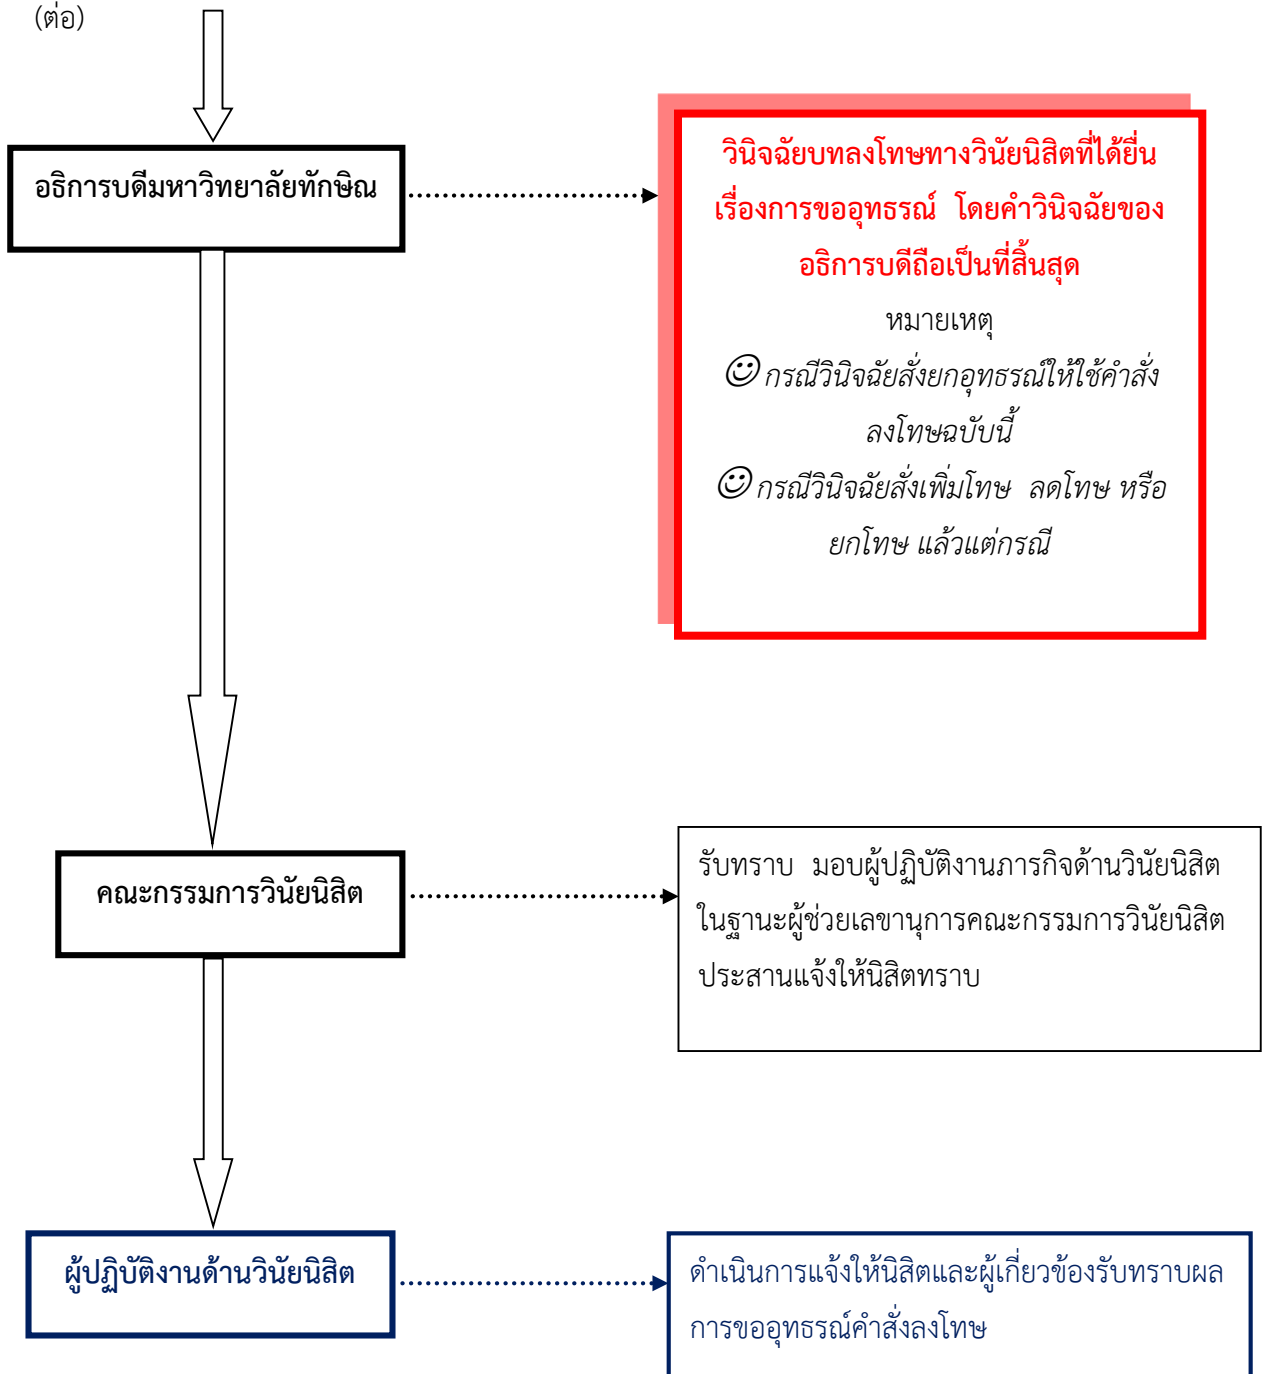 (ต่อ)
อธิการบดีมหาวิทยาลัยทักษิณ
วินิจฉัยบทลงโทษทางวินัยนิสิตที่ได้ยื่น
เรื่องการขออุทธรณ์ โดยคำวินิจฉัยของ
อธิการบดีถือเป็นที่สิ้นสุด
หมายเหตุ
☺ กรณีวินิจฉัยสั่งยกอุทธรณ์ให้ใช้คำสั่ง
ลงโทษฉบับนี้
☺ กรณีวินิจฉัยสั่งเพิ่มโทษ ลดโทษ หรือ
ยกโทษ แล้วแต่กรณี
คณะกรรมการวินัยนิสิต
รับทราบ มอบผู้ปฏิบัติงานภารกิจด้านวินัยนิสิต
ในฐานะผู้ช่วยเลขานุการคณะกรรมการวินัยนิสิต
ประสานแจ้งให้นิสิตทราบ
ผู้ปฏิบัติงานด้านวินัยนิสิต
ดำเนินการแจ้งให้นิสิตและผู้เกี่ยวข้องรับทราบผล
การขออุทธรณ์คำสั่งลงโทษ